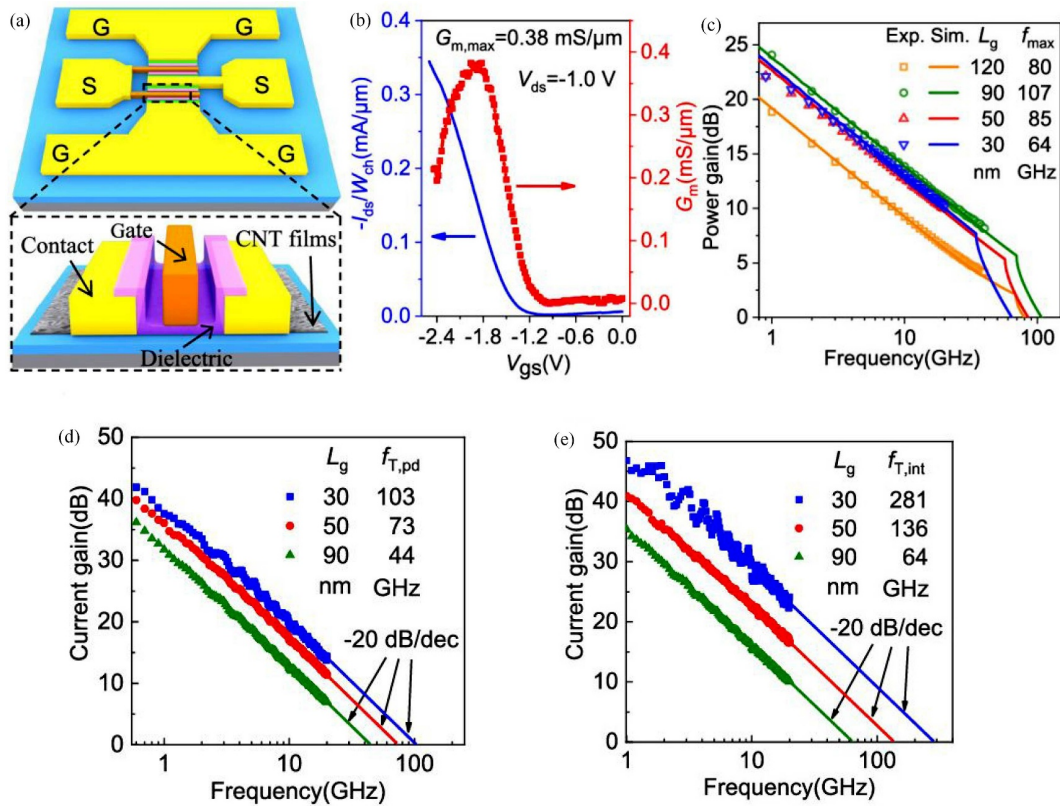 (a)
G
G
S
S
G
G
Contact
Gate
CNT films
Dielectric
(b)
G_m,max=0.38 mS/μm
V_ds=-1.0 V
-I_ds/W_ch(mA/μm)
0.4
0.3
0.2
0.1
0.0
-2.4
-1.8
-1.2
-0.6
0.0
V_gs(V)
0.4
0.3
0.2
0.1
0.0
G_m(mS/μm)
(c)
Exp. Sim. L_g f_max
120 80
90 107
50 85
30 64
nm GHz
Power gain(dB)
25
20
15
10
5
0
1
10
100
Frequency(GHz)
(d)
L_g f_T,pd
30 103
50 73
90 44
nm GHz
-20 dB/dec
Current gain(dB)
50
40
30
20
10
0
1
10
100
Frequency(GHz)
(e)
L_g f_T,int
30 281
50 136
90 64
nm GHz
-20 dB/dec
Current gain(dB)
50
40
30
20
10
0
1
10
100
Frequency(GHz)